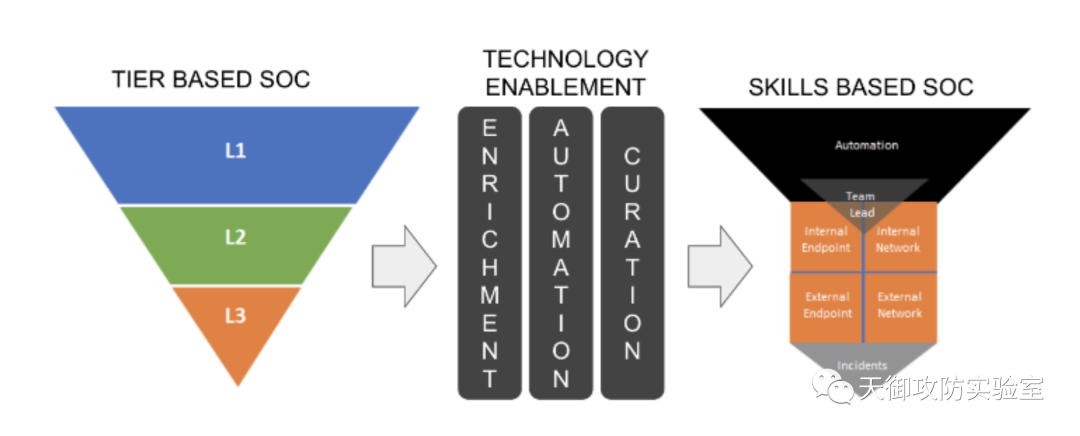 TIER BASED SOC
L1
L2
L3
TECHNOLOGY
ENABLEMENT
ENRICHMENT
AUTOMATION
CURATION
SKILLS BASED SOC
Automation
Team
Lead
Internal
Endpoint
Internal
Network
External
Endpoint
External
Network
Incidents
天御攻防实验室